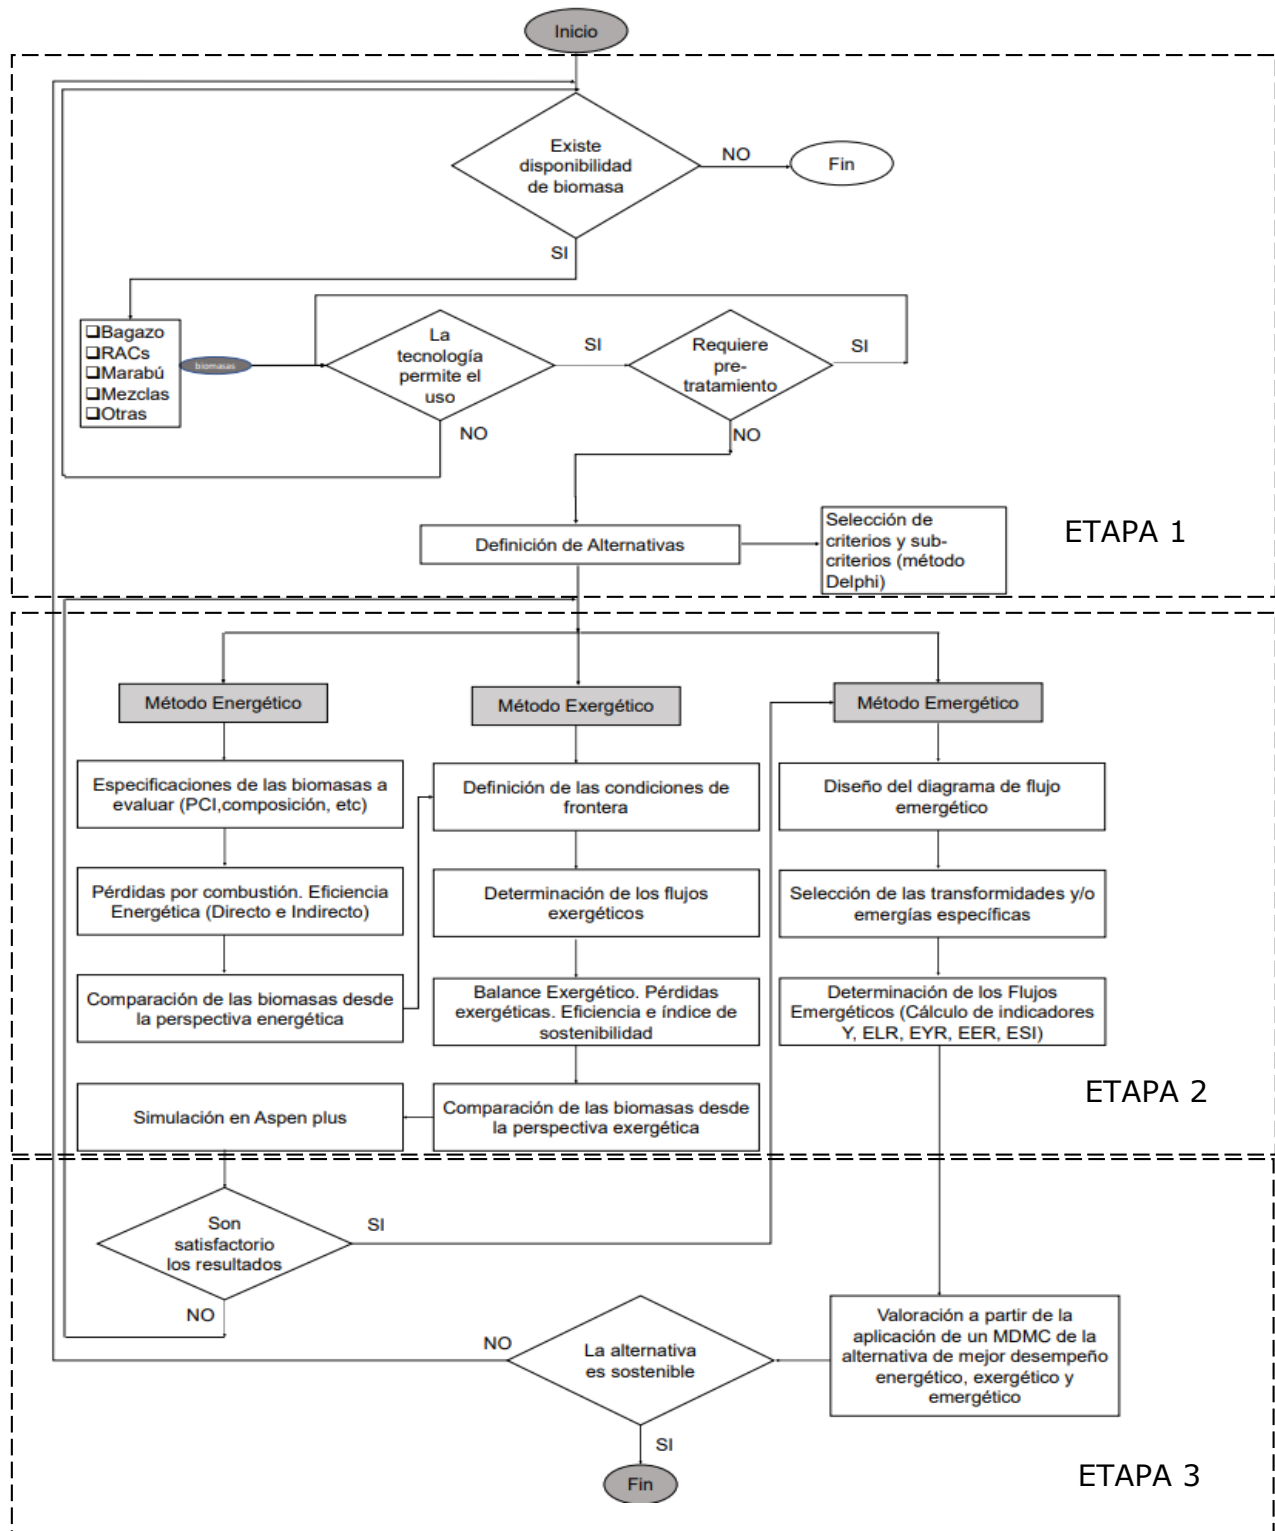 Inicio
Existe
disponibilidad
de biomasa
NO
Fin
SI
❑Bagazo
❑RACs
❑Marabú
❑Mezclas
❑Otras
biomasas
La
tecnología
permite el
uso
SI
Requiere
pre-
tratamiento
SI
NO
NO
Definición de Alternativas
Selección de
criterios y sub-
criterios (método
Delphi)
ETAPA 1
Método Energético
Método Exergético
Método Emergético
Especificaciones de las biomasas a
evaluar (PCI,composición, etc)
Definición de las condiciones de
frontera
Diseño del diagrama de flujo
emergético
Pérdidas por combustión. Eficiencia
Energética (Directo e Indirecto)
Determinación de los flujos
exergéticos
Selección de las transformidades y/o
emergías específicas
Comparación de las biomasas desde
la perspectiva energética
Balance Exergético. Pérdidas
exergéticas. Eficiencia e índice de
sostenibilidad
Determinación de los Flujos
Emergéticos (Cálculo de indicadores
Y, ELR, EYR, EER, ESI)
Simulación en Aspen plus
Comparación de las biomasas desde
la perspectiva exergética
ETAPA 2
Son
satisfactorio
los resultados
SI
NO
NO
La alternativa
es sostenible
Valoración a partir de la
aplicación de un MDMC de la
alternativa de mejor desempeño
energético, exergético y
emergético
SI
Fin
ETAPA 3